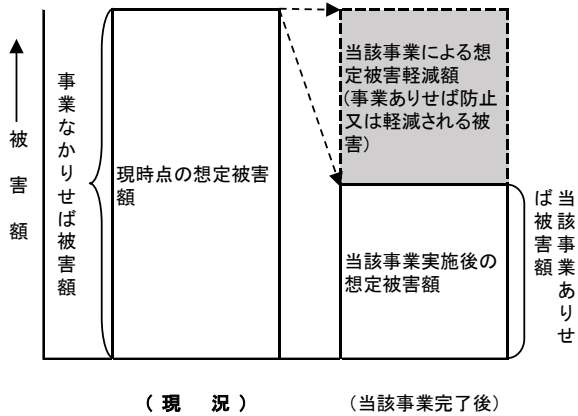 被害額
事業なかりせば被害額
現時点の想定被害
額
当該事業による想
定被害軽減額
(事業ありせば防止
又は軽減される被
害)
当該事業実施後の
想定被害額
当該事業ありせ
ば被害額
(現 況)
(当該事業完了後)